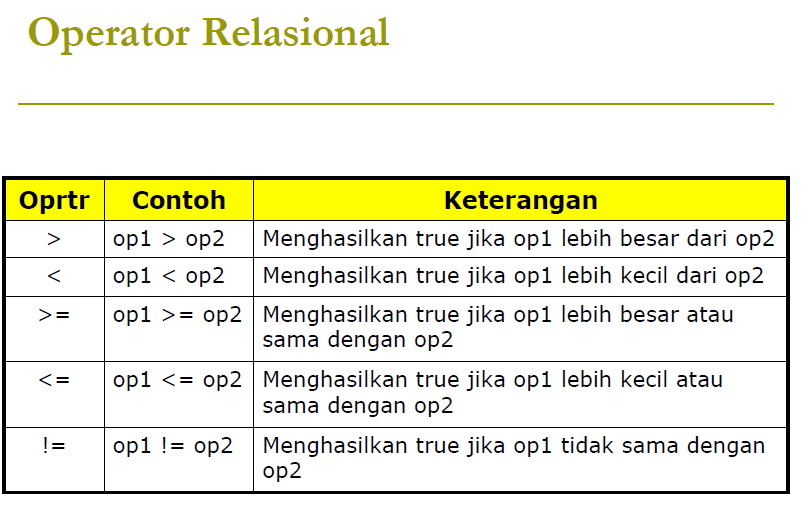 Operator Relasional
Oprtr Contoh Keterangan
> op1 > op2 Menghasilkan true jika op1 lebih besar dari op2
< op1 < op2 Menghasilkan true jika op1 lebih kecil dari op2
>= op1 >= op2 Menghasilkan true jika op1 lebih besar atau
sama dengan op2
<= op1 <= op2 Menghasilkan true jika op1 lebih kecil atau
sama dengan op2
!= op1 != op2 Menghasilkan true jika op1 tidak sama dengan
op2